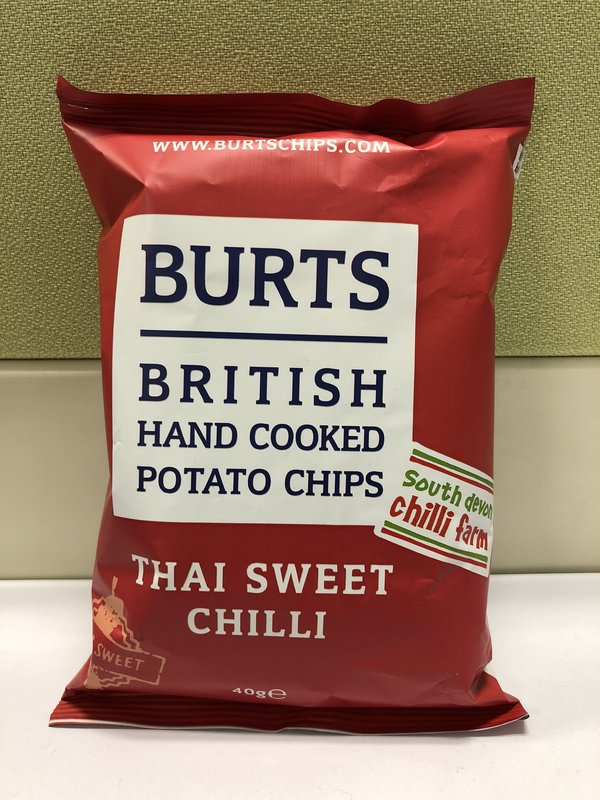 WWW.BURTSCHIPS.COM
BURTS
BRITISH
HAND COOKED
POTATO CHIPS
south devon
chilli farm
THAI SWEET
CHILLI
SWEET
40g℮